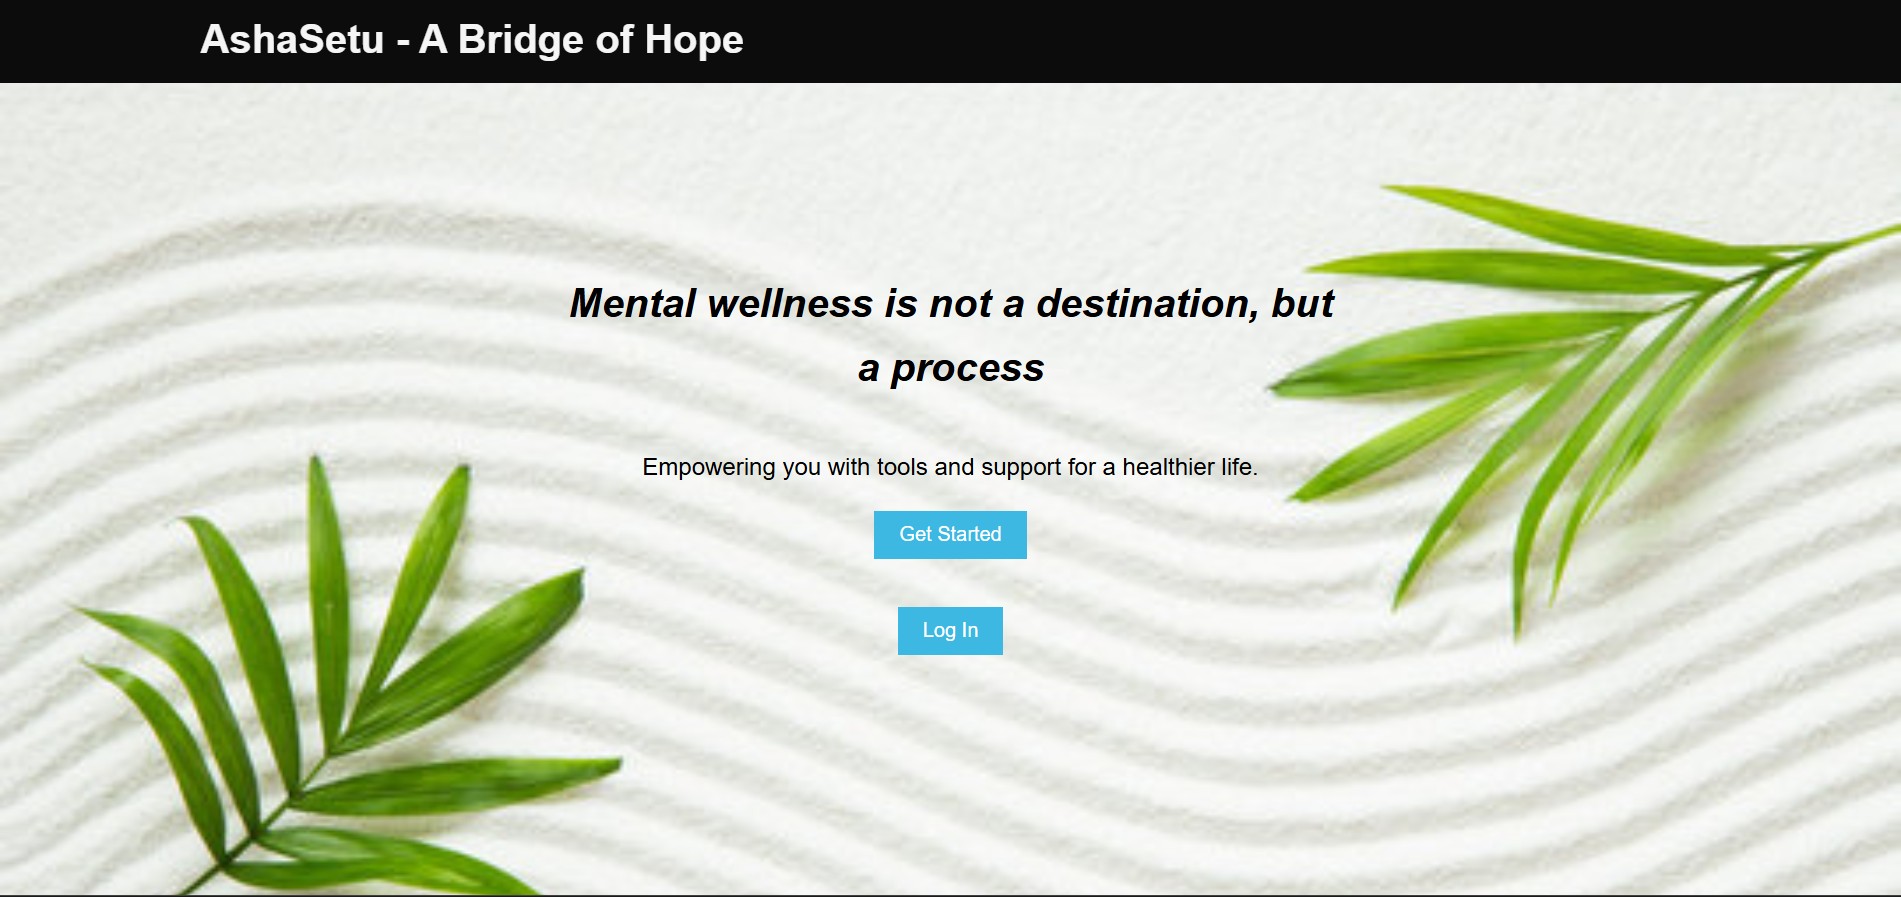 AshaSetu - A Bridge of Hope
Mental wellness is not a destination, but
a process
Empowering you with tools and support for a healthier life.
Get Started
Log In